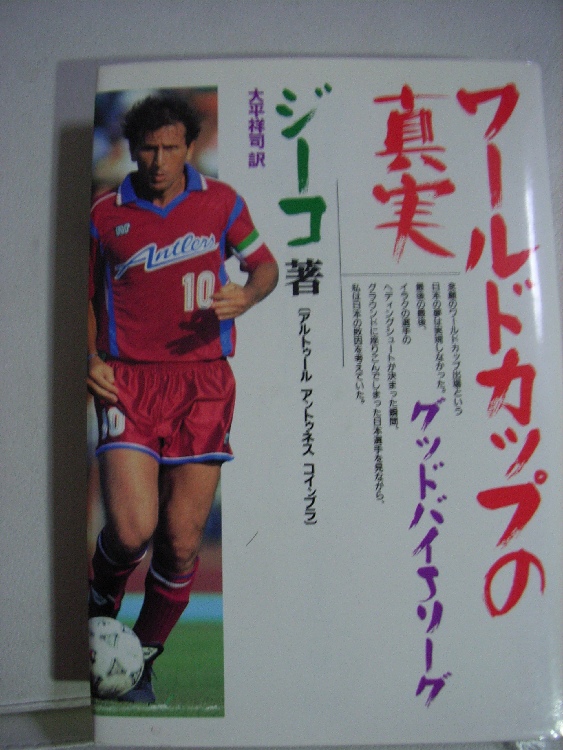 ワールドカップの
真実
グッドバイJリーグ
悲願のワールドカップ出場という
日本の夢は実現しなかった。
最後の最後、
イラクの選手の
ヘディングシュートが決まった瞬間、
グラウンドに座りこんでしまった日本選手を見ながら、
私は日本の敗因を考えていた。
ジーコ 著
[アルトゥール アントゥネス コインブラ]
大平祥司 訳
Antlers
10
10